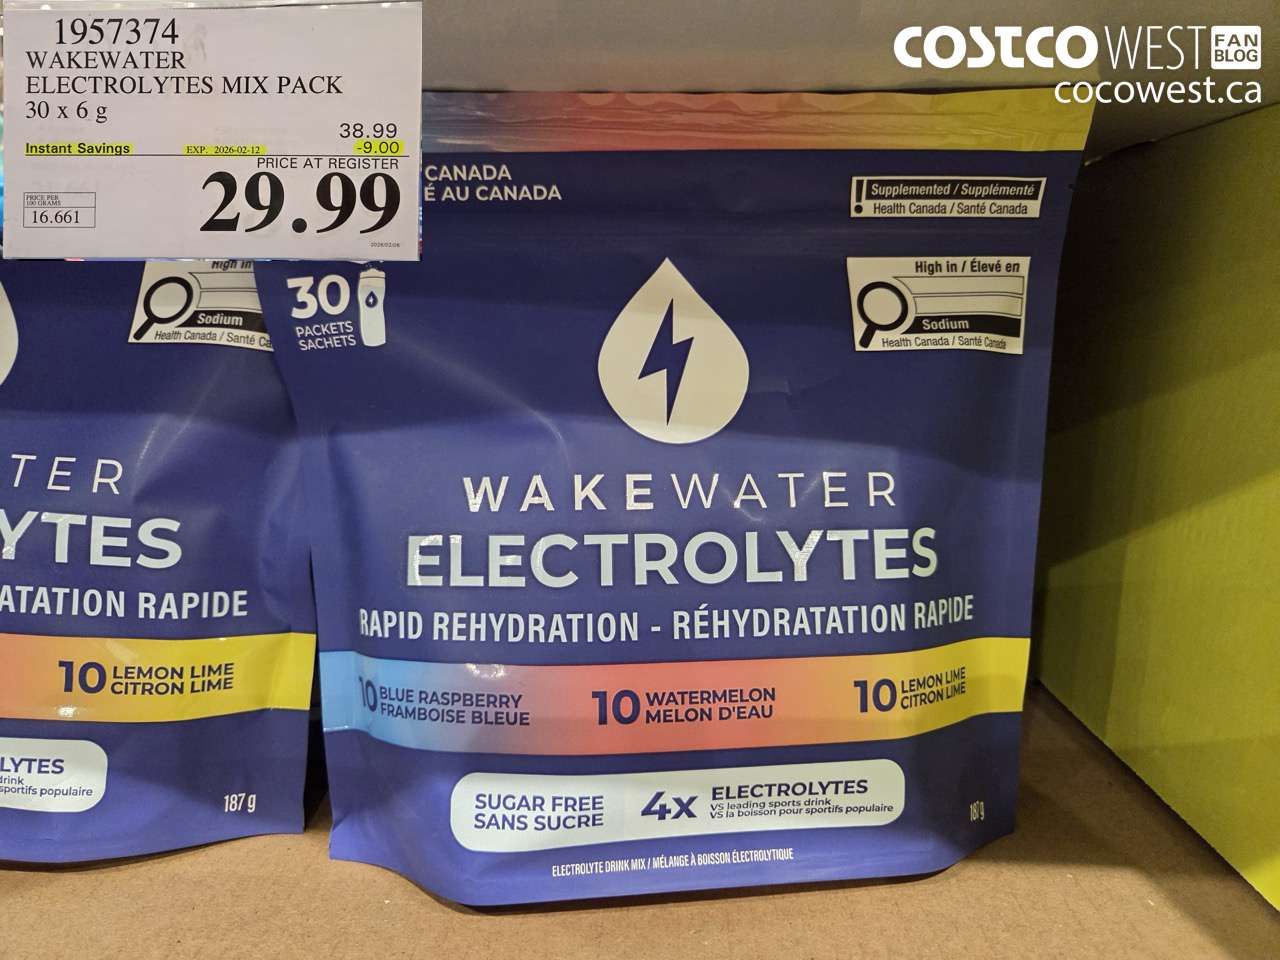 1957374
WAKEWATER
ELECTROLYTES MIX PACK
30 x 6 g
38.99
Instant Savings EXP. 2026-02-12 -9.00
PRICE AT REGISTER
29.99
PRICE PER
100 GRAMS
16.661
COSTCO WEST FAN BLOG
cocowest.ca
CANADA
É AU CANADA
Supplemented / Supplémenté
Health Canada / Santé Canada
High in / Élevé en
Sodium
Health Canada / Santé Canada
30
PACKETS
SACHETS
WAKEWATER
ELECTROLYTES
RAPID REHYDRATION - RÉHYDRATATION RAPIDE
10 BLUE RASPBERRY
FRAMBOISE BLEUE
10 WATERMELON
MELON D'EAU
10 LEMON LIME
CITRON LIME
SUGAR FREE
SANS SUCRE
4X ELECTROLYTES
VS leading sports drink
VS la boisson pour sportifs populaire
187g
ELECTROLYTE DRINK MIX / MÉLANGE À BOISSON ÉLECTROLYTIQUE
High in
Sodium
Health Canada / Santé Ca
TER
YTES
ATATION RAPIDE
10 LEMON LIME
CITRON LIME
LYTES
drink
sportifs populaire
187g